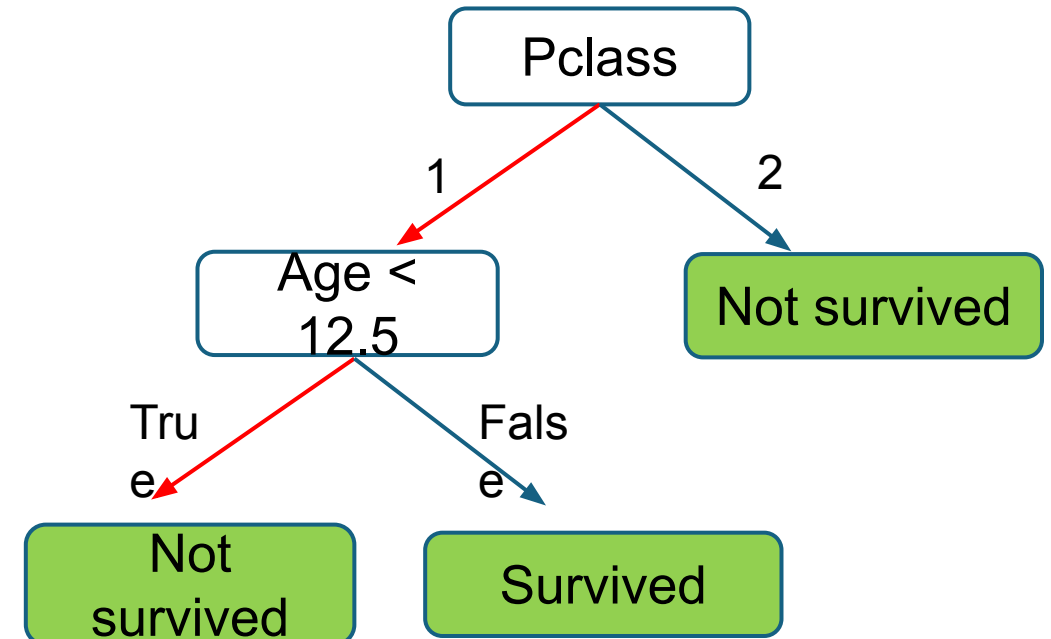 Pclass
1
2
Age <
12.5
Not survived
Tru
e
Fals
e
Not
survived
Survived